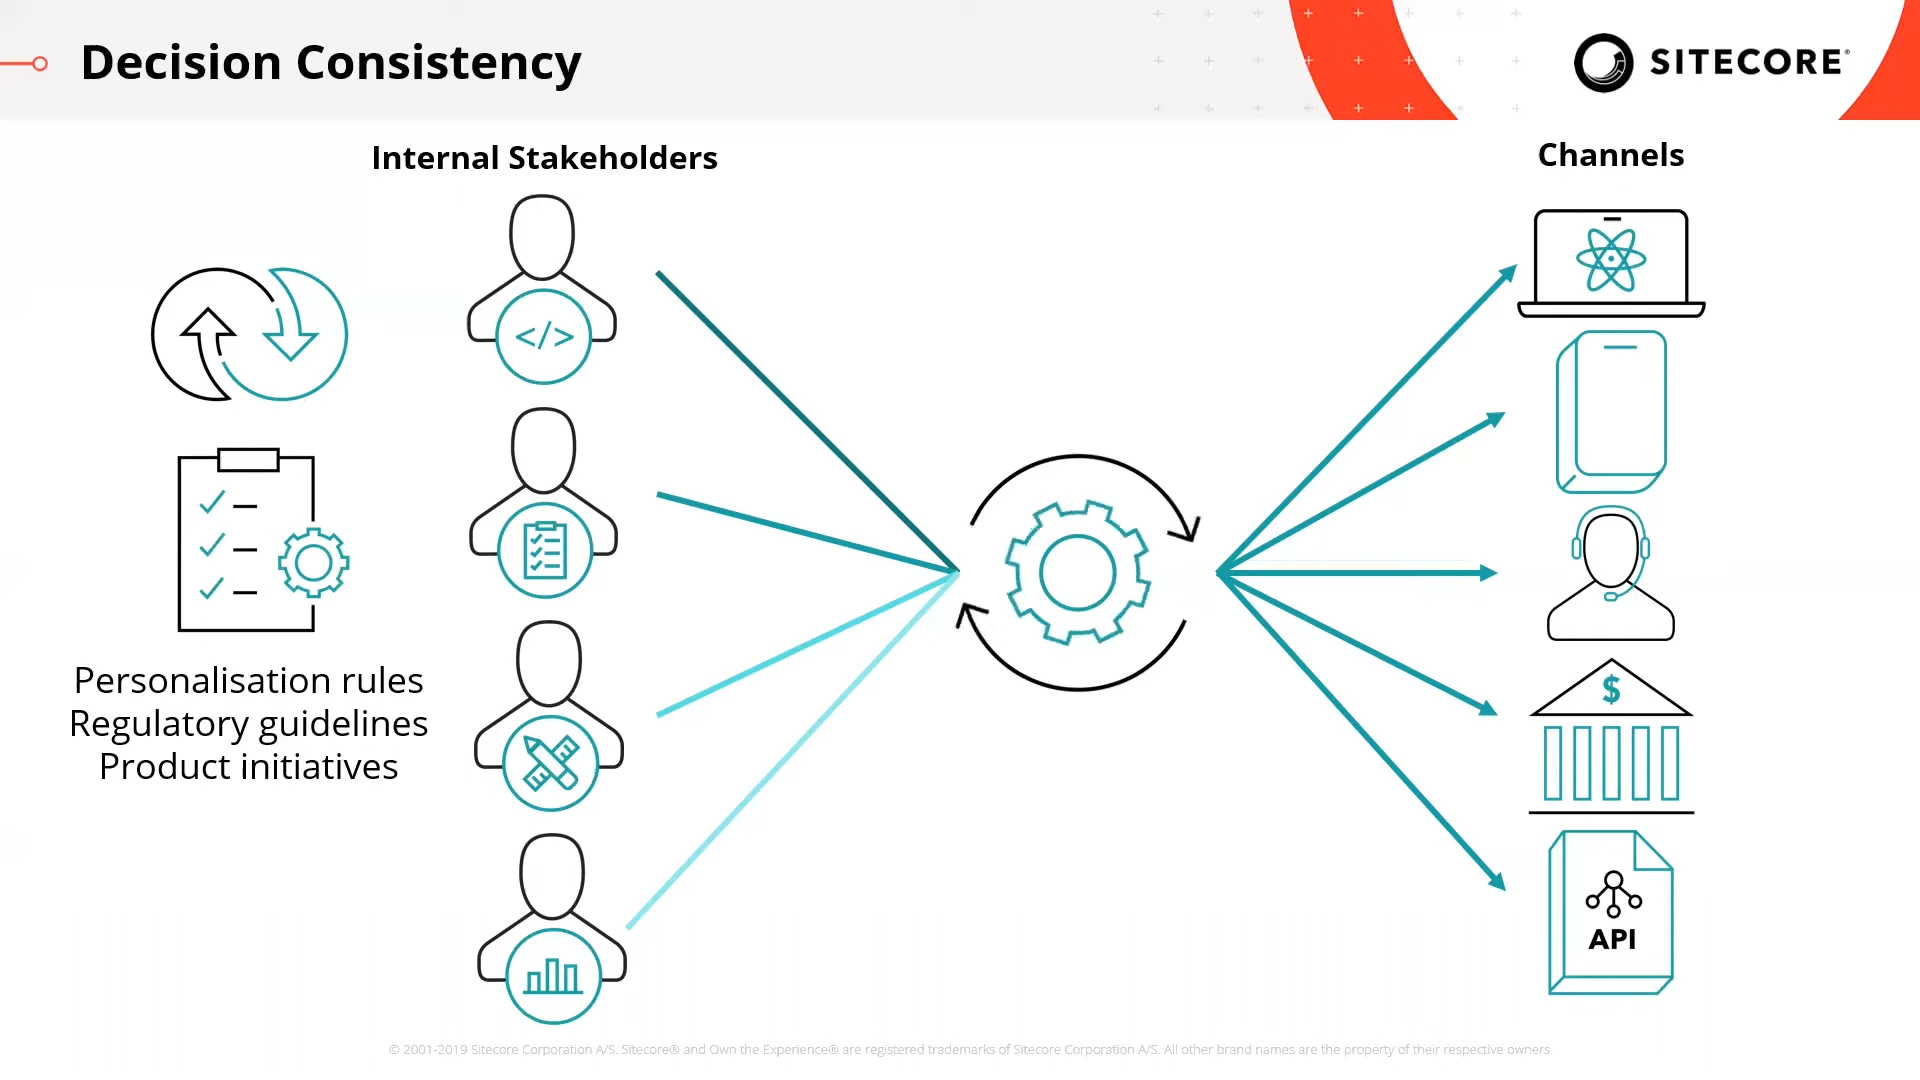 Decision Consistency
SITECORE®
Internal Stakeholders
Channels
</>
Personalisation rules
Regulatory guidelines
Product initiatives
$
API
© 2001-2019 Sitecore Corporation A/S. Sitecore® and Own the Experience® are registered trademarks of Sitecore Corporation A/S. All other brand names are the property of their respective owners.